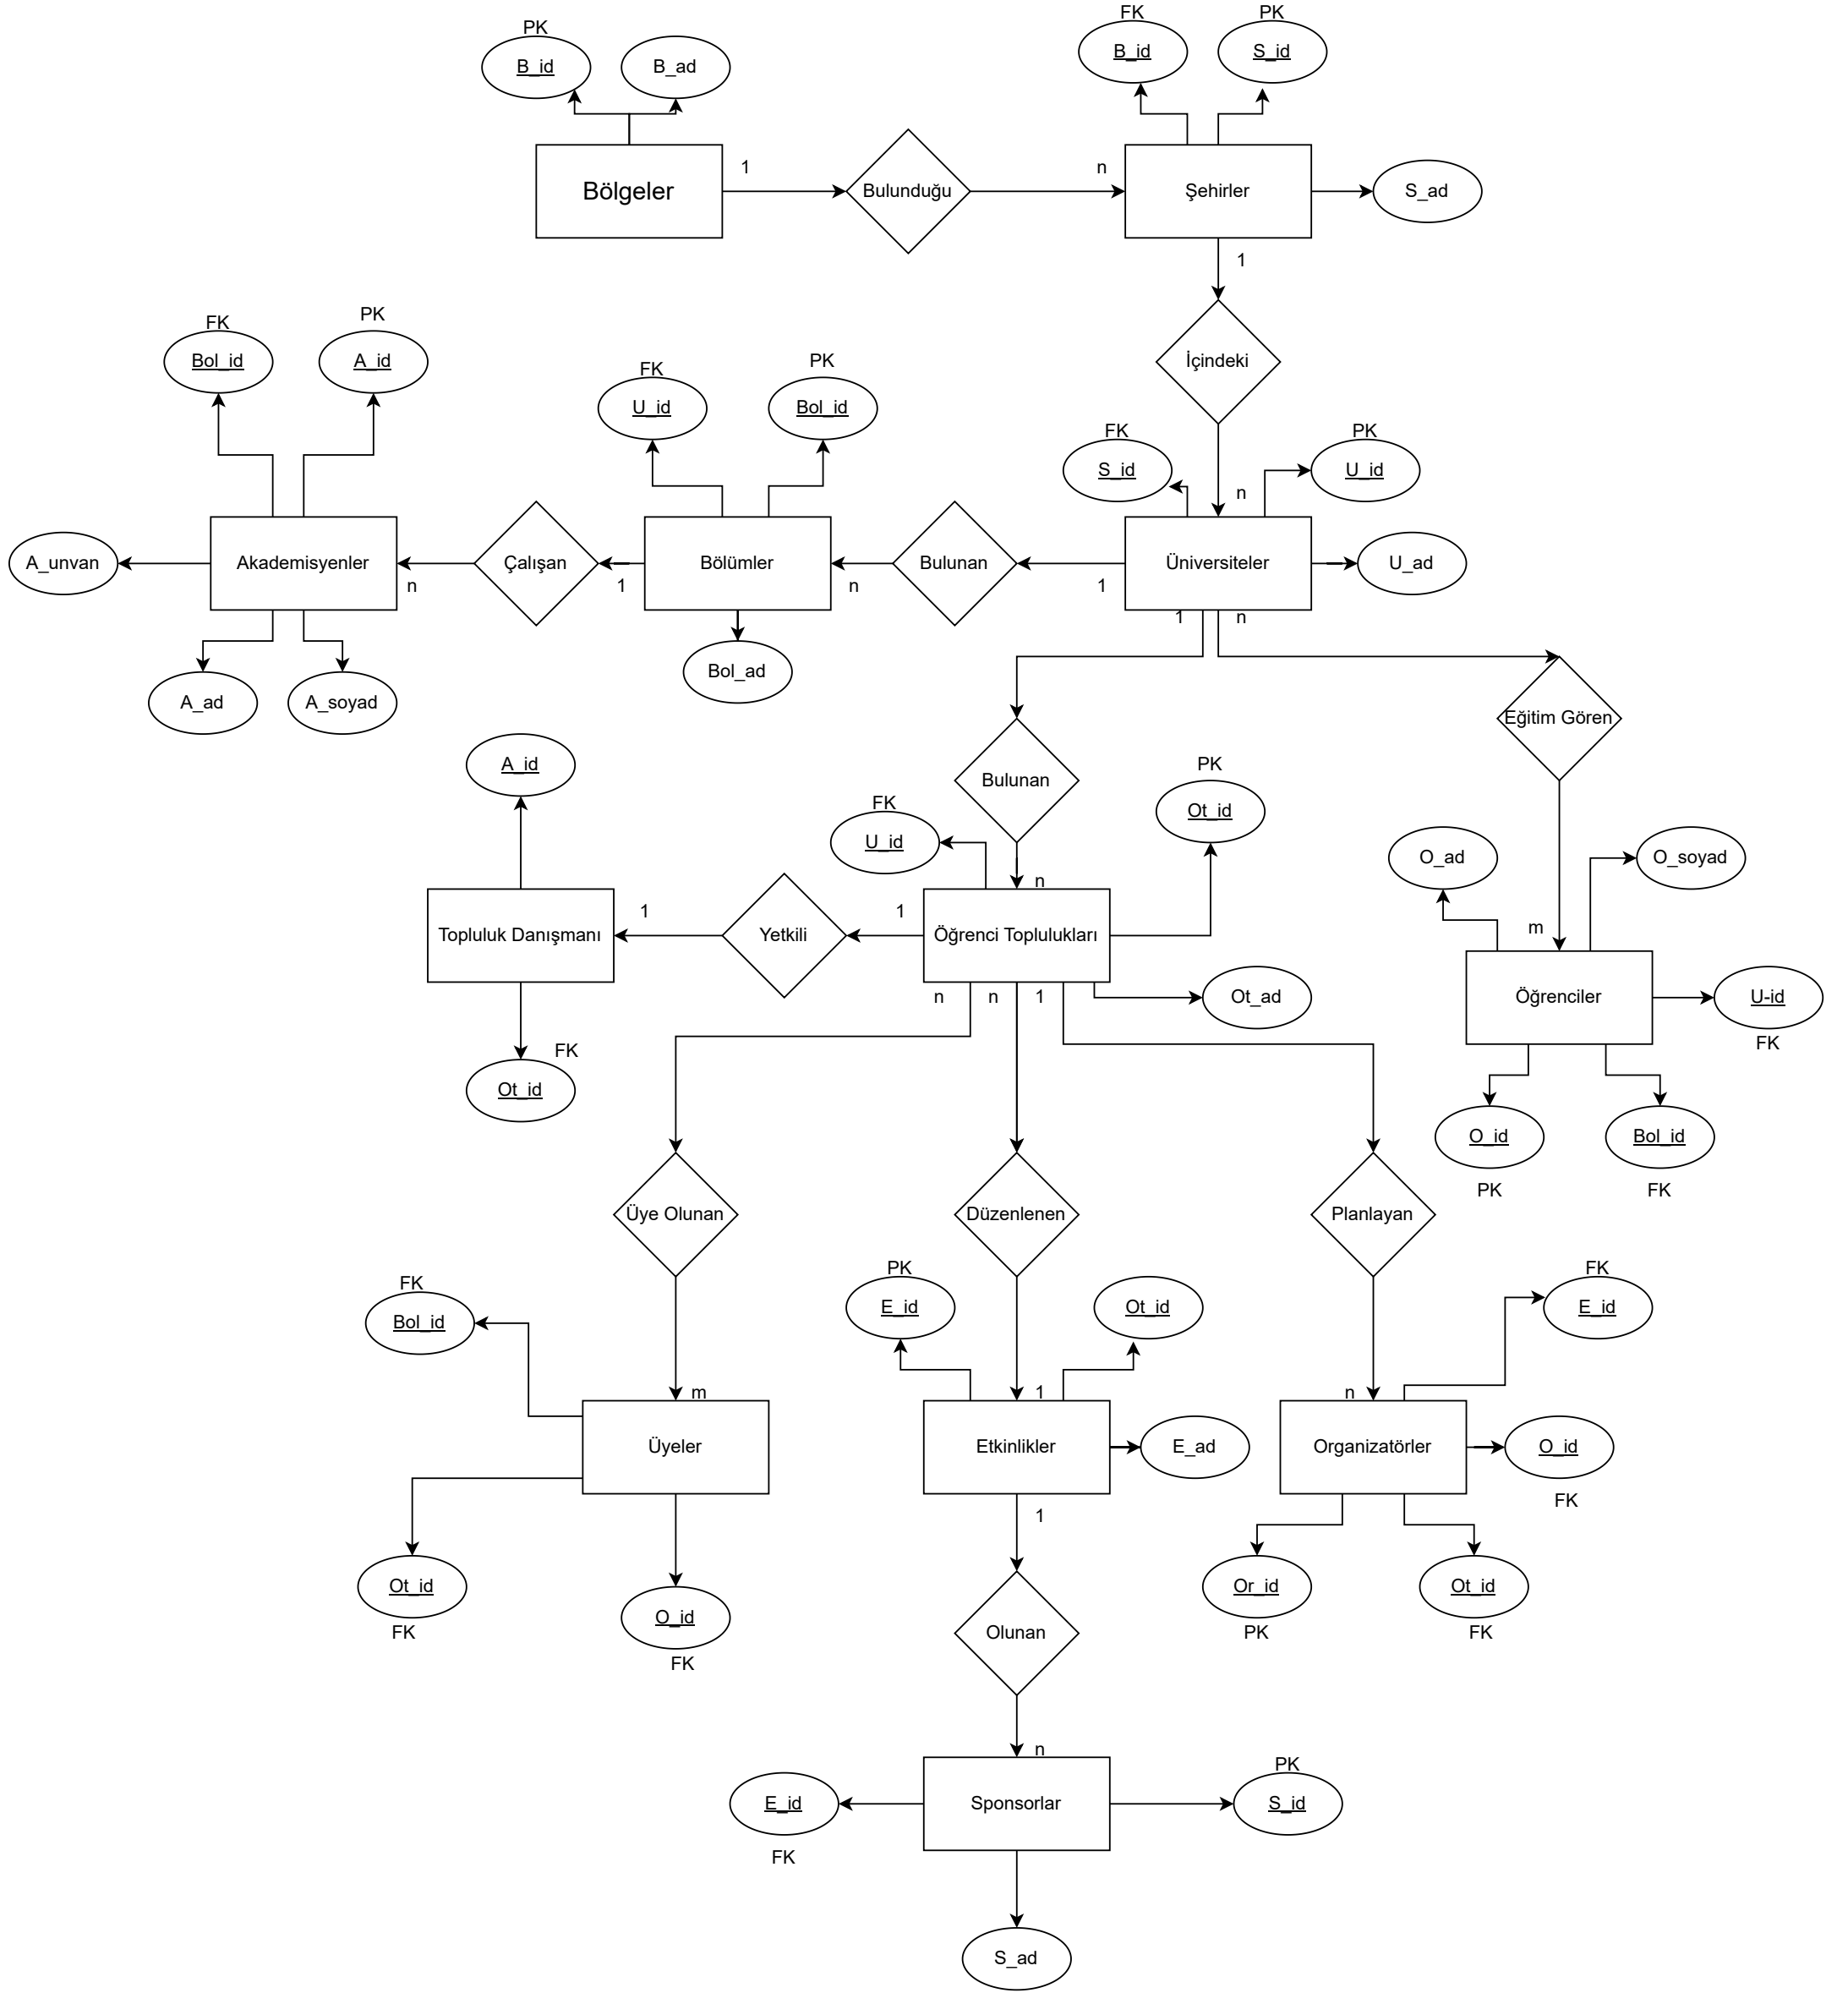 FK
PK
PK
B_id
S_id
B_id
B_ad
1
n
Bölgeler
Bulunduğu
Şehirler
S_ad
1
PK
FK
Bol_id
A_id
İçindeki
PK
FK
U_id
Bol_id
FK
PK
S_id
U_id
n
A_unvan
Akademisyenler
Çalışan
Bölümler
Bulunan
Üniversiteler
U_ad
n
1
n
1
1
n
Bol_ad
A_ad
A_soyad
Eğitim Gören
A_id
PK
Bulunan
FK
Ot_id
U_id
O_ad
O_soyad
n
1
1
m
Topluluk Danışmanı
Yetkili
Öğrenci Toplulukları
n
n
1
Ot_ad
Öğrenciler
U-id
FK
FK
Ot_id
O_id
Bol_id
PK
FK
Üye Olunan
Düzenlenen
Planlayan
PK
FK
FK
E_id
Ot_id
E_id
Bol_id
m
1
n
Üyeler
Etkinlikler
E_ad
Organizatörler
O_id
FK
1
Ot_id
O_id
Or_id
Ot_id
FK
PK
FK
Olunan
FK
n
PK
E_id
Sponsorlar
S_id
FK
S_ad